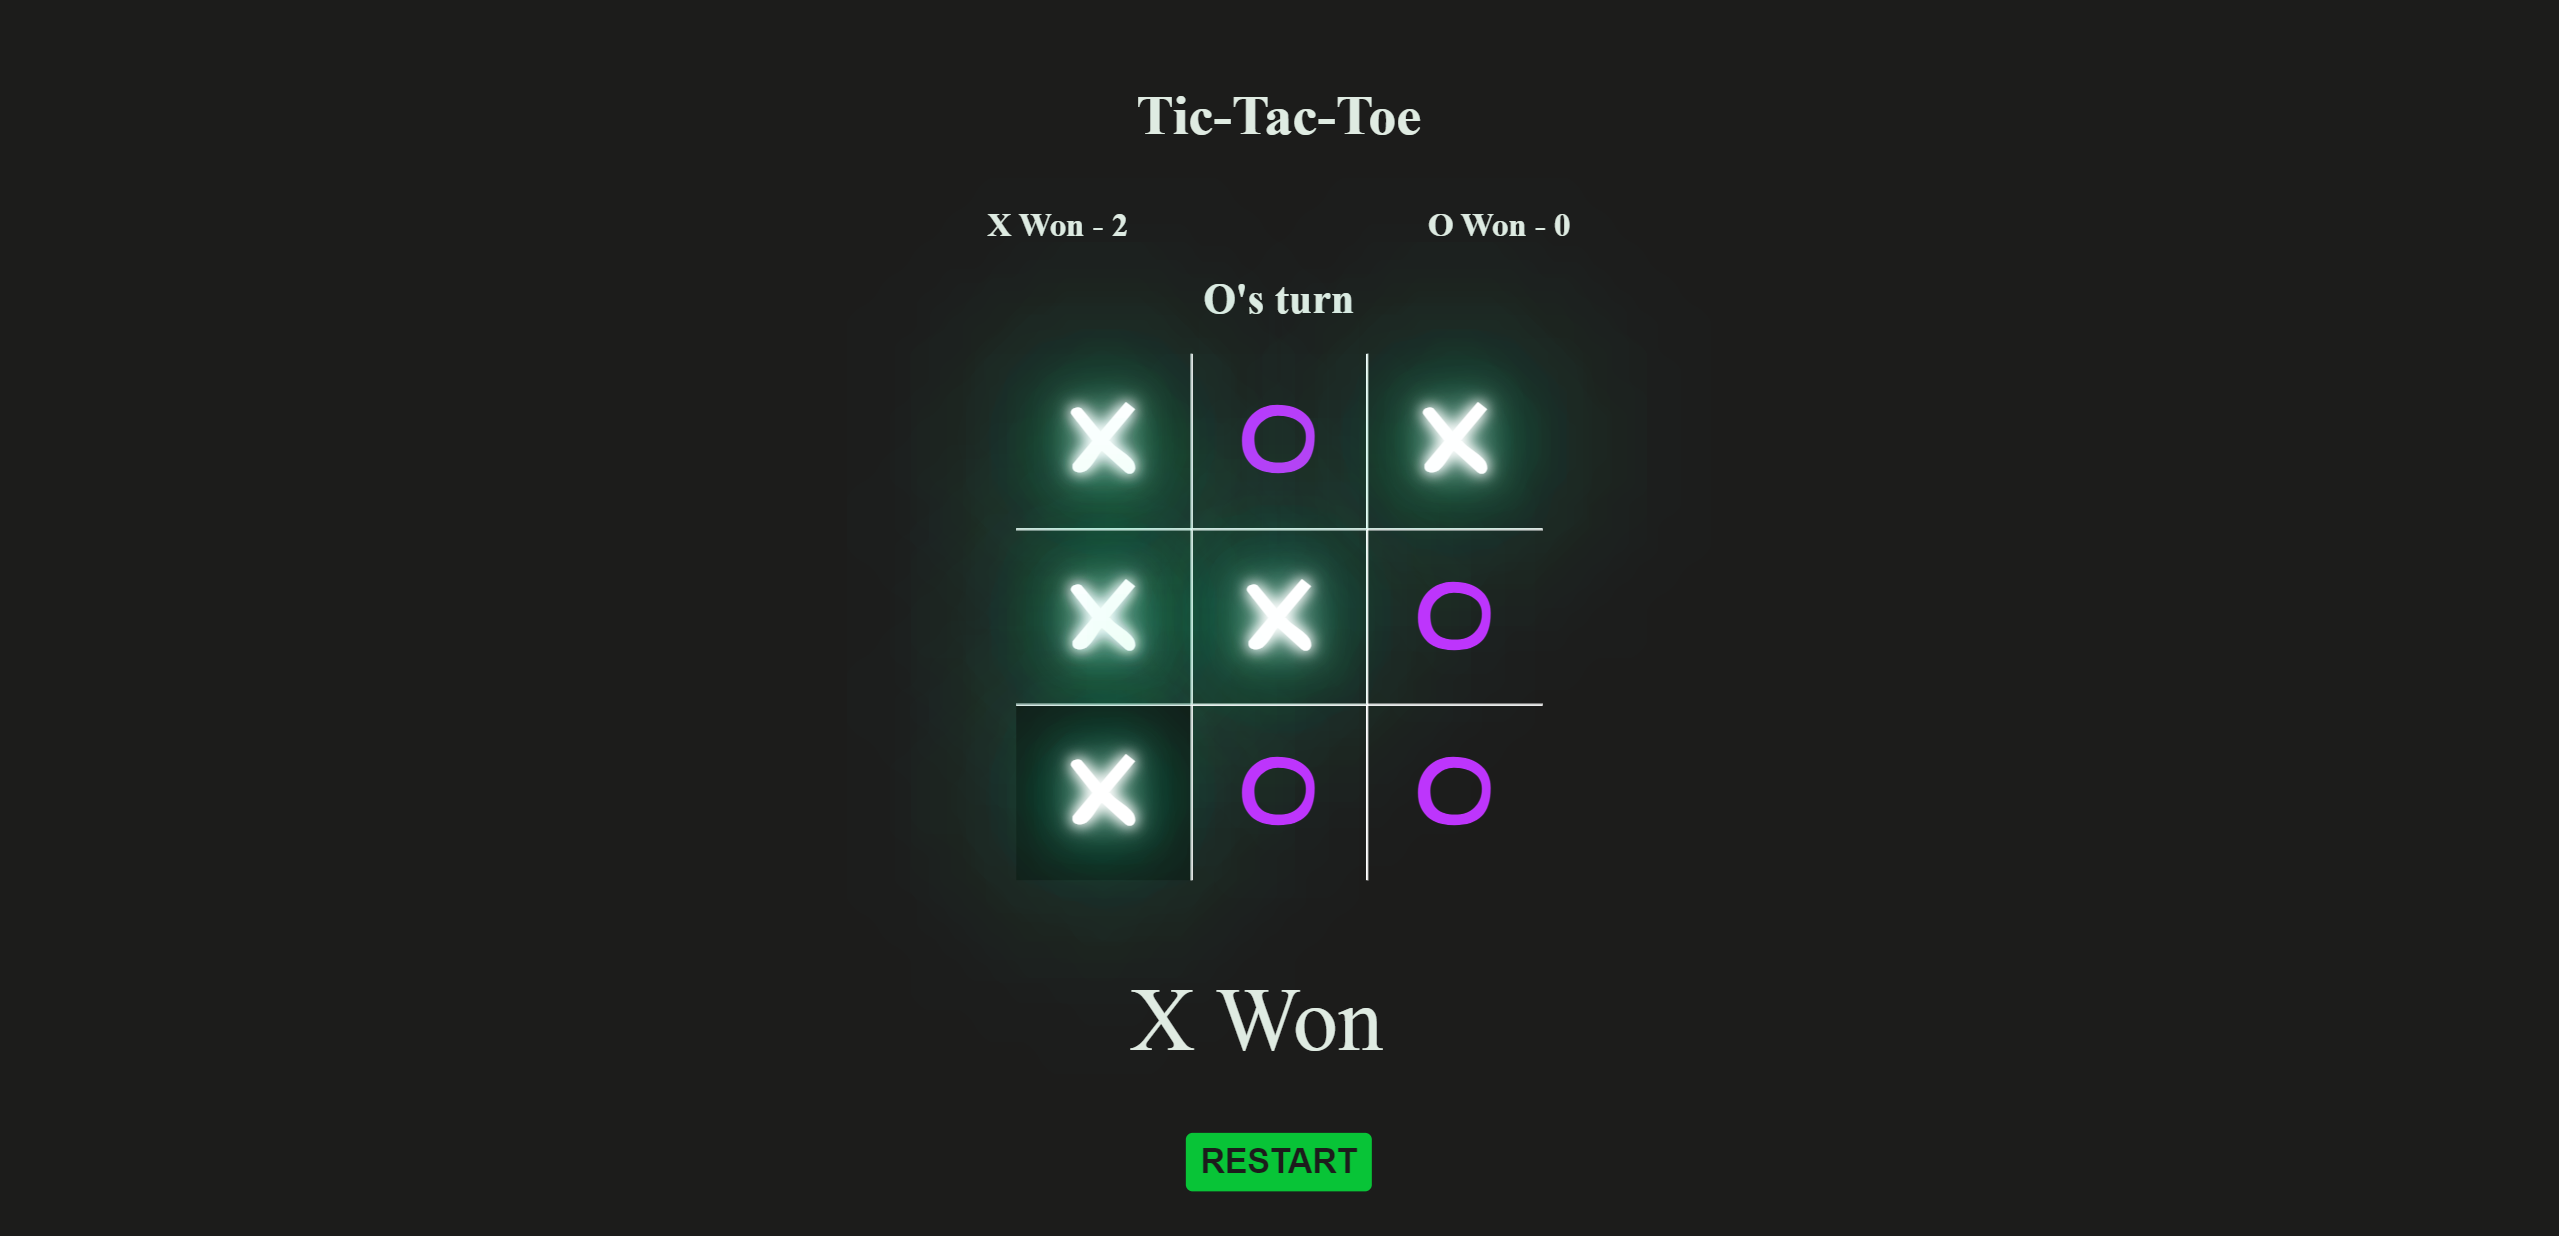 Tic-Tac-Toe
X Won - 2 O Won - 0
O's turn
X O X
X X O
X O O
X Won
RESTART